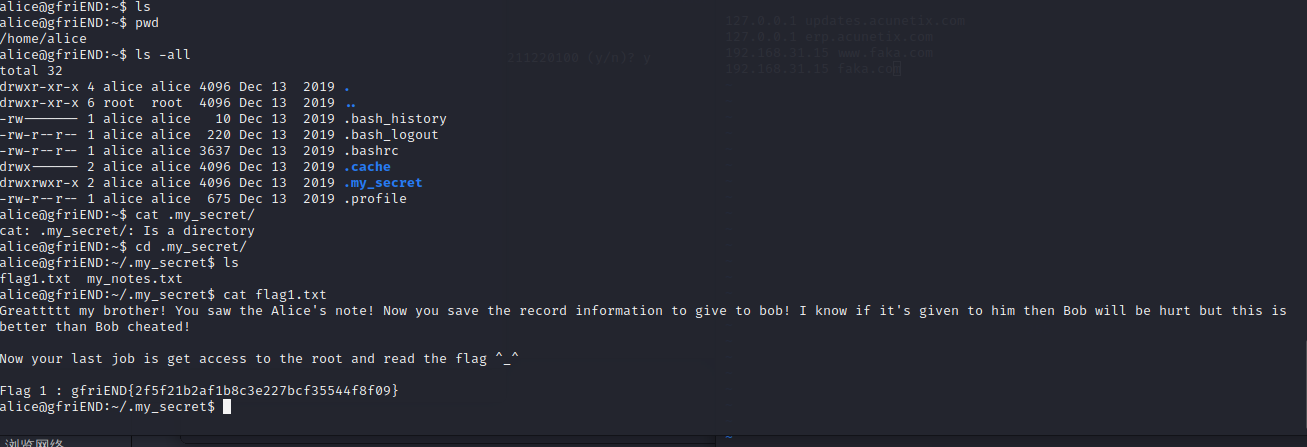 alice@gfriEND:~$ ls
alice@gfriEND:~$ pwd
/home/alice
alice@gfriEND:~$ ls -all
total 32
drwxr-xr-x 4 alice alice 4096 Dec 13  2019 .
drwxr-xr-x 6 root  root  4096 Dec 13  2019 ..
-rw------- 1 alice alice   10 Dec 13  2019 .bash_history
-rw-r--r-- 1 alice alice  220 Dec 13  2019 .bash_logout
-rw-r--r-- 1 alice alice 3637 Dec 13  2019 .bashrc
drwx------ 2 alice alice 4096 Dec 13  2019 .cache
drwxrwxr-x 2 alice alice 4096 Dec 13  2019 .my_secret
-rw-r--r-- 1 alice alice  675 Dec 13  2019 .profile
alice@gfriEND:~$ cat .my_secret/
cat: .my_secret/: Is a directory
alice@gfriEND:~$ cd .my_secret/
alice@gfriEND:~/.my_secret$ ls
flag1.txt  my_notes.txt
alice@gfriEND:~/.my_secret$ cat flag1.txt
Greattttt my brother! You saw the Alice's note! Now you save the record information to give to bob! I know if it's given to him then Bob will be hurt but this is
better than Bob cheated!
Now your last job is get access to the root and read the flag ^_^
Flag 1 : gfriEND{2f5f21b2af1b8c3e227bcf35544f8f09}
alice@gfriEND:~/.my_secret$
127.0.0.1 updates.acunetix.com
127.0.0.1 erp.acunetix.com
192.168.31.15 www.faka.com
192.168.31.15 faka.com
211220100 (y/n)? y
浏览网络
~